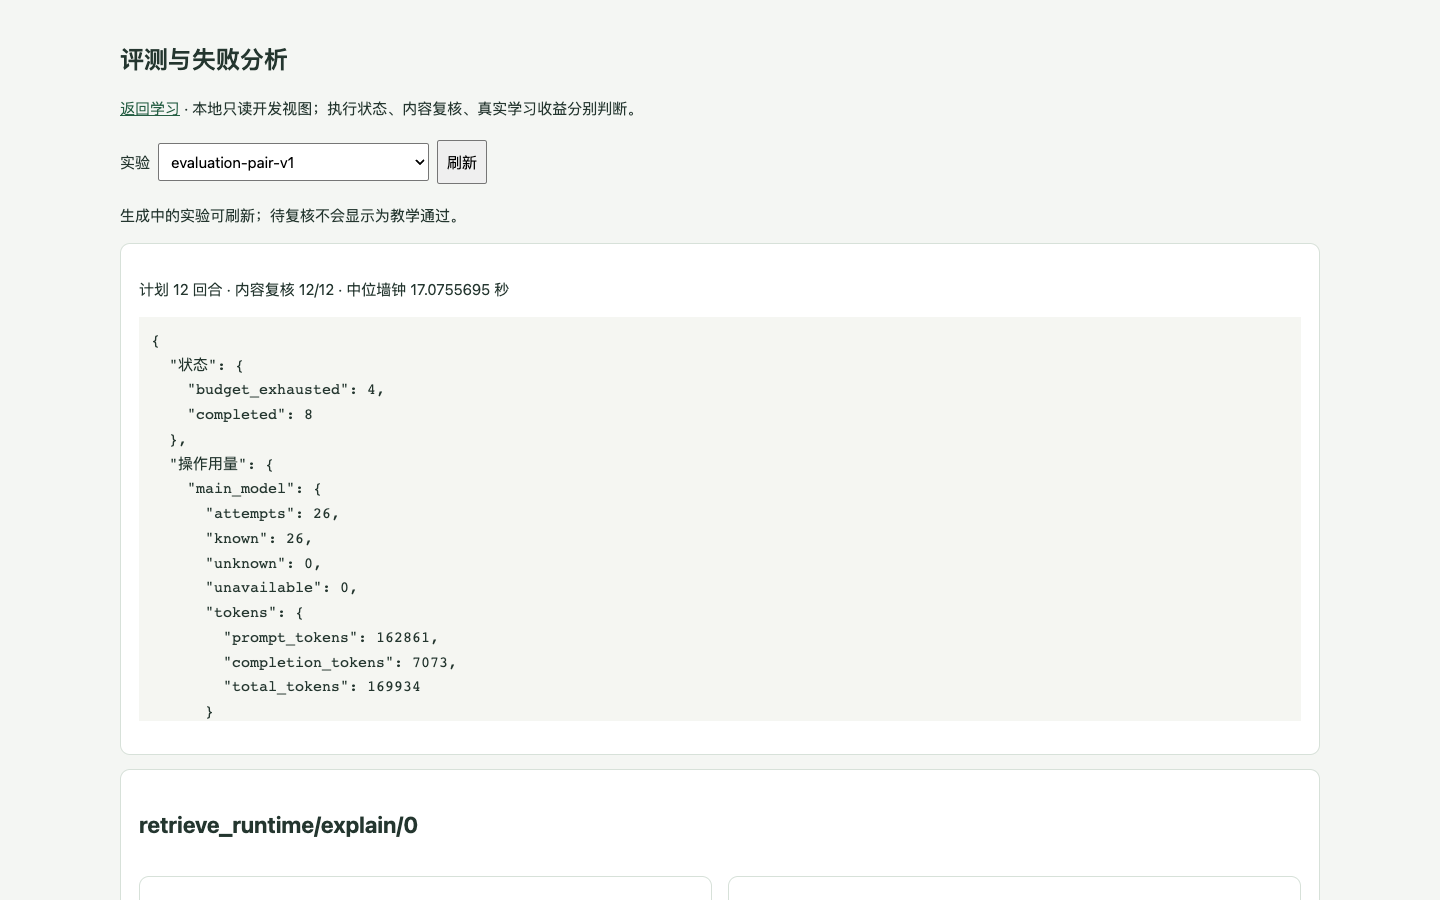 评测与失败分析
返回学习 · 本地只读开发视图；执行状态、内容复核、真实学习收益分别判断。
实验 evaluation-pair-v1 刷新
生成中的实验可刷新；待复核不会显示为教学通过。
计划 12 回合 · 内容复核 12/12 · 中位墙钟 17.0755695 秒
{
  "状态": {
    "budget_exhausted": 4,
    "completed": 8
  },
  "操作用量": {
    "main_model": {
      "attempts": 26,
      "known": 26,
      "unknown": 0,
      "unavailable": 0,
      "tokens": {
        "prompt_tokens": 162861,
        "completion_tokens": 7073,
        "total_tokens": 169934
      }
retrieve_runtime/explain/0